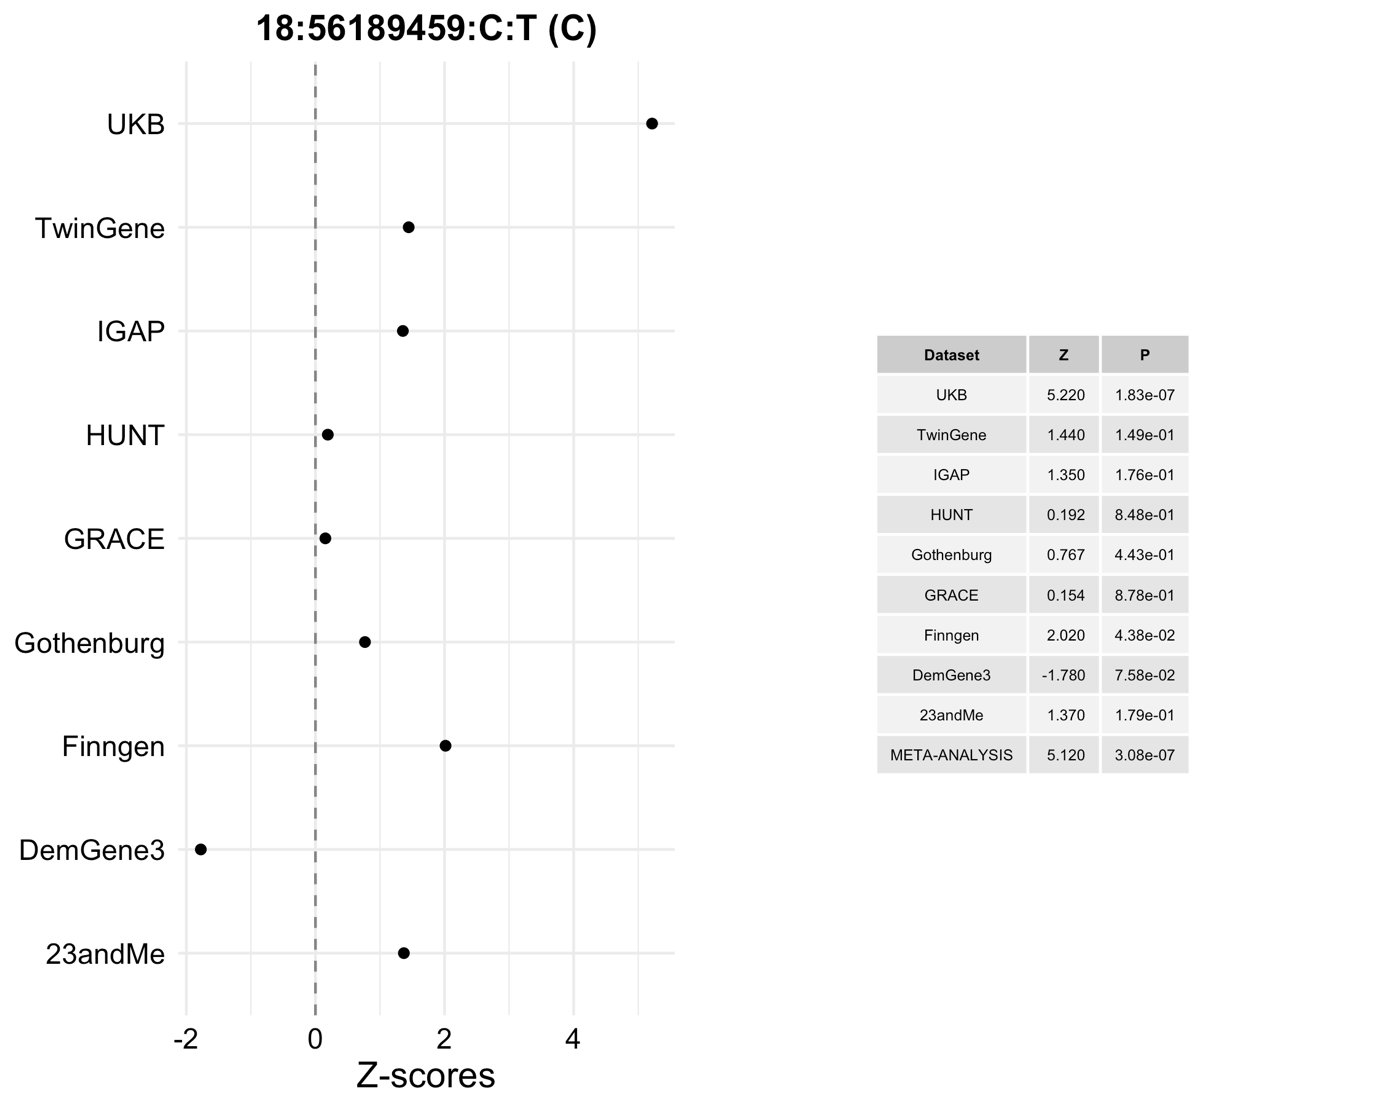 18:56189459:C:T (C)
UKB
TwinGene
IGAP
HUNT
GRACE
Gothenburg
Finngen
DemGene3
23andMe
-2 0 2 4
Z-scores
Dataset Z P
UKB 5.220 1.83e-07
TwinGene 1.440 1.49e-01
IGAP 1.350 1.76e-01
HUNT 0.192 8.48e-01
Gothenburg 0.767 4.43e-01
GRACE 0.154 8.78e-01
Finngen 2.020 4.38e-02
DemGene3 -1.780 7.58e-02
23andMe 1.370 1.79e-01
META-ANALYSIS 5.120 3.08e-07